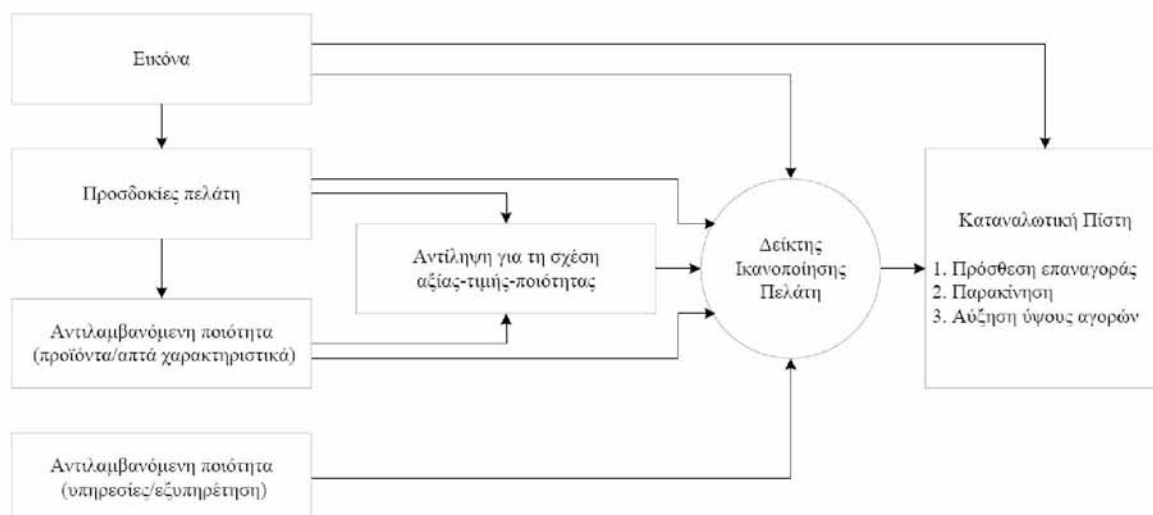 Εικόνα
Προσδοκίες πελάτη
Αντίληψη για τη σχέση
αξίας-τιμής-ποιότητας
Αντιλαμβανόμενη ποιότητα
(προϊόντα/απτά χαρακτηριστικά)
Αντιλαμβανόμενη ποιότητα
(υπηρεσίες/εξυπηρέτηση)
Δείκτης
Ικανοποίησης
Πελάτη
Καταναλωτική Πίστη
1. Πρόσθεση επαναγοράς
2. Παρακίνηση
3. Αύξηση ύψους αγορών